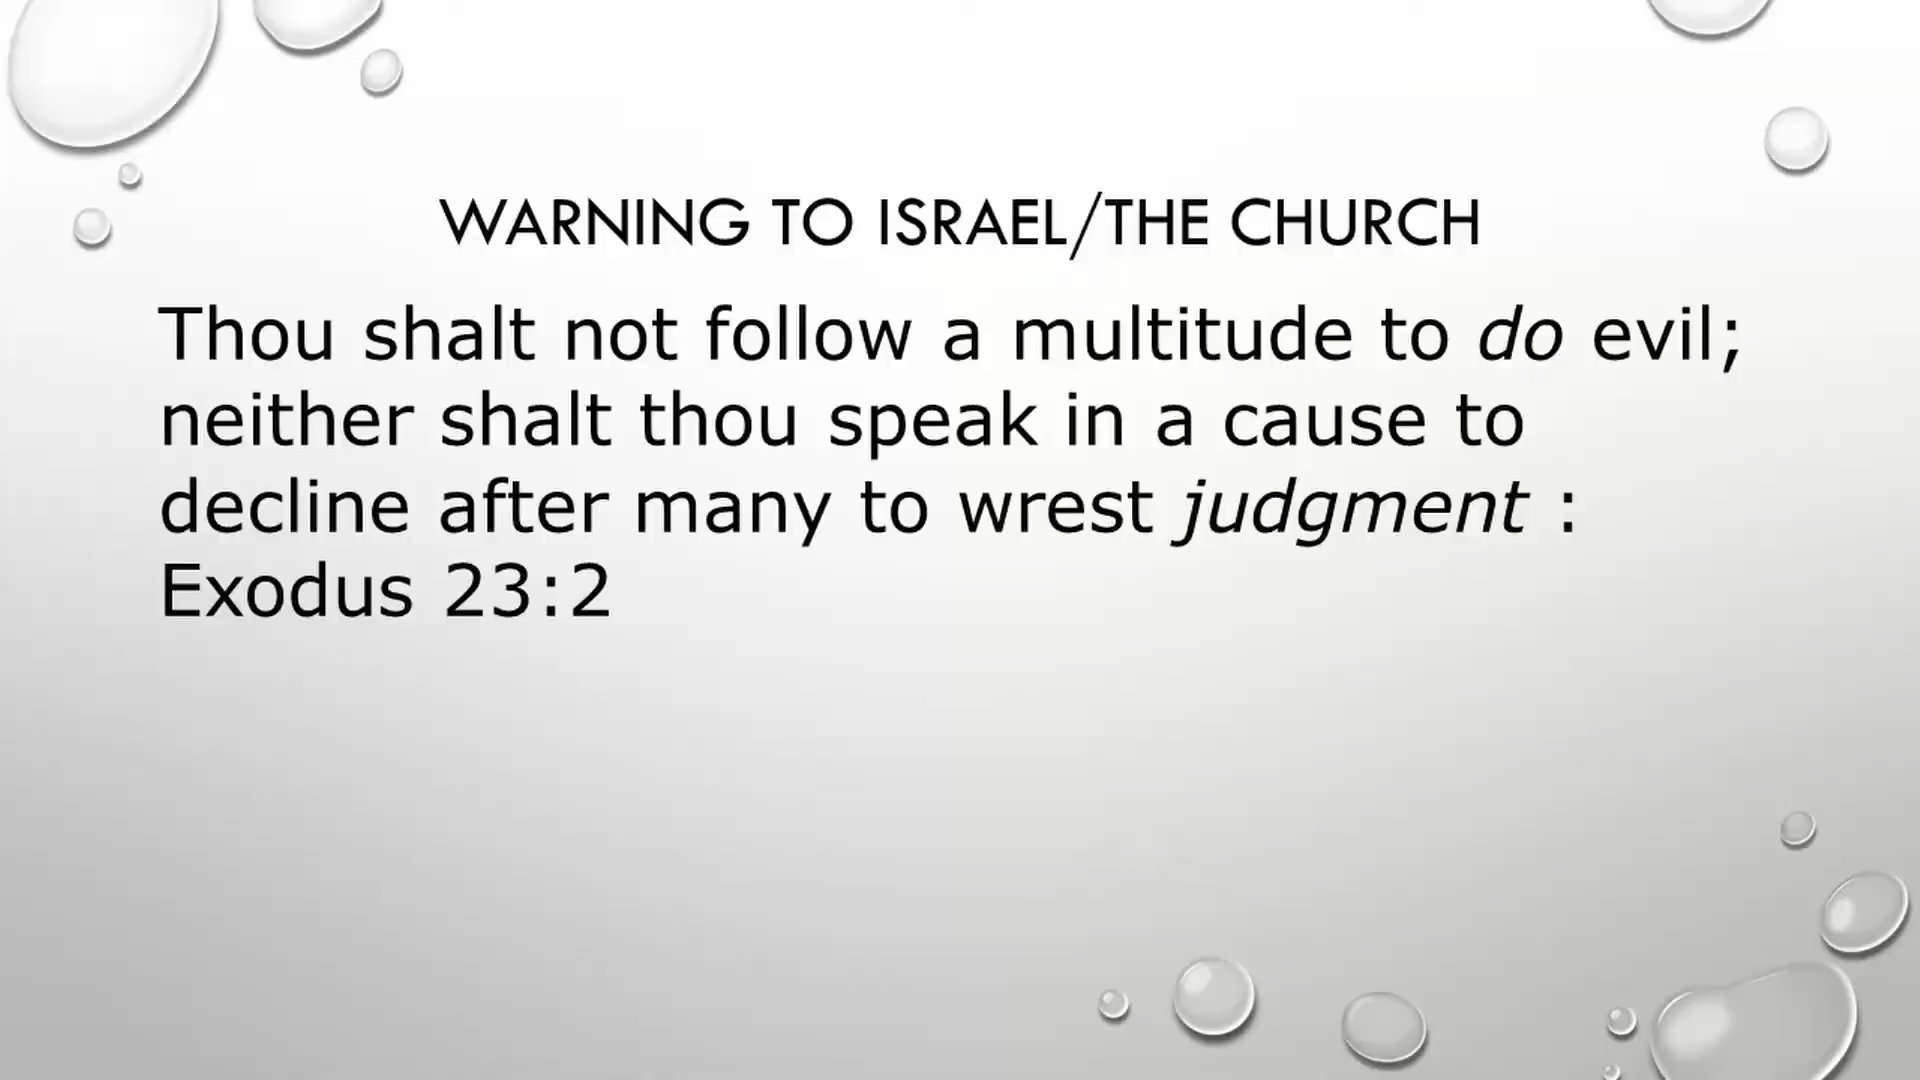 WARNING TO ISRAEL/THE CHURCH
Thou shalt not follow a multitude to do evil;
neither shalt thou speak in a cause to
decline after many to wrest judgment :
Exodus 23:2